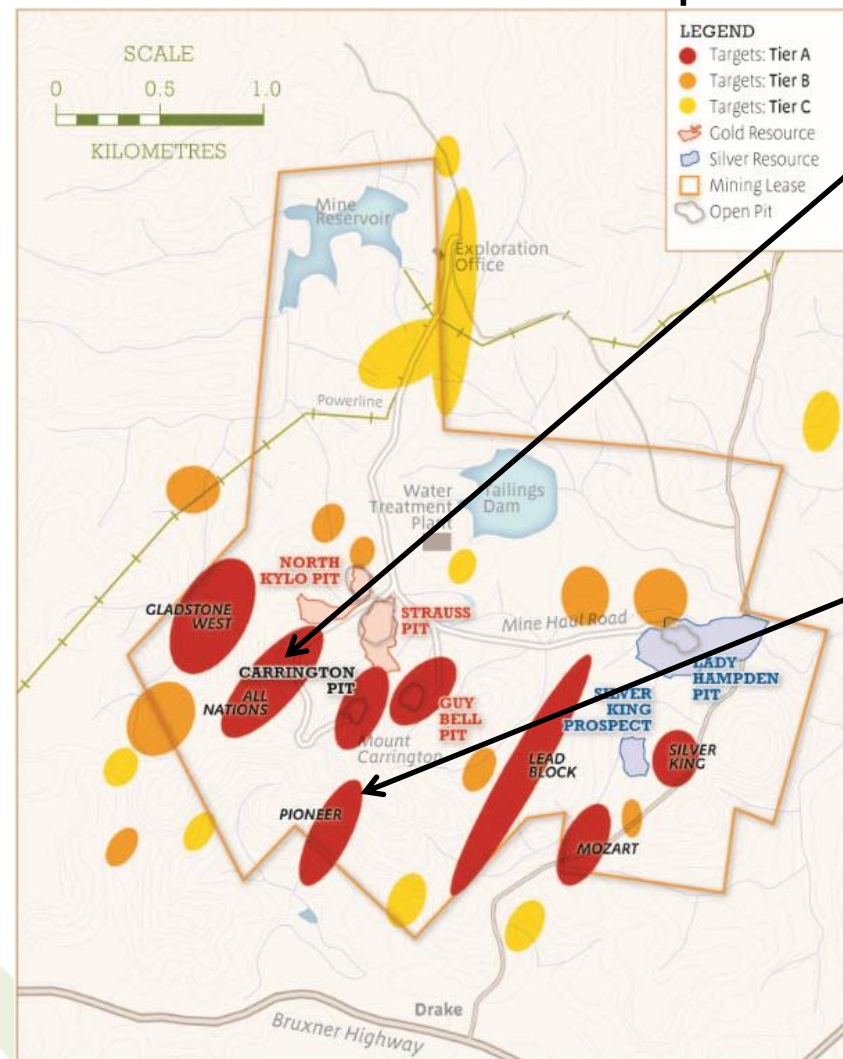 SCALE
0 0.5 1.0
KILOMETRES
LEGEND
Targets: Tier A
Targets: Tier B
Targets: Tier C
Gold Resource
Silver Resource
Mining Lease
Open Pit
Mine
Reservoir
Exploration
Office
Powerline
Water
Treatment
Plant
Tailings
Dam
NORTH
KYLO PIT
GLADSTONE
WEST
STRAUSS
PIT
Mine Haul Road
CARRINGTON
PIT
ALL
NATIONS
LADY
HAMPDEN
PIT
SILVER
KING
PROSPECT
GUY
BELL
PIT
Mount
Carrington
LEAD
BLOCK
SILVER
KING
PIONEER
MOZART
Drake
Bruxner Highway